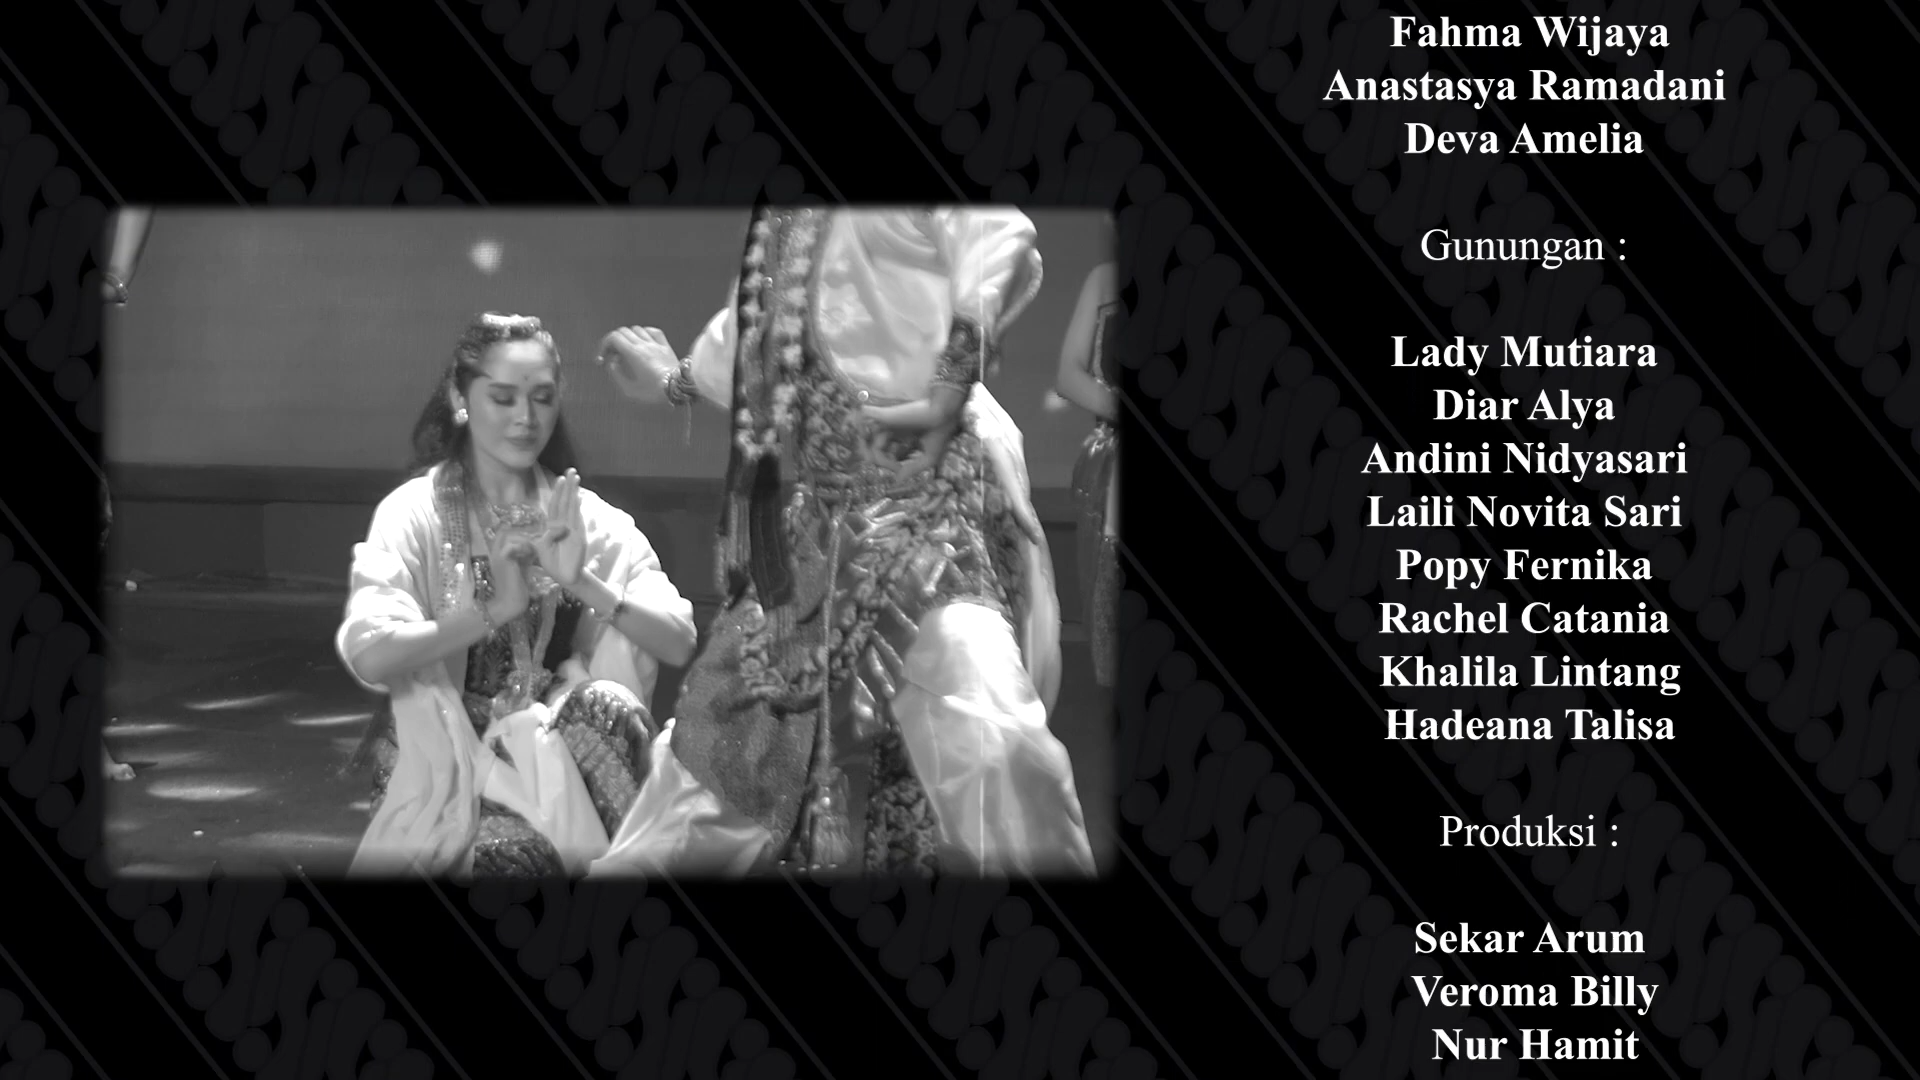 Fahma Wijaya
Anastasya Ramadani
Deva Amelia
Gunungan :
Lady Mutiara
Diar Alya
Andini Nidyasari
Laili Novita Sari
Popy Fernika
Rachel Catania
Khalila Lintang
Hadeana Talisa
Produksi :
Sekar Arum
Veroma Billy
Nur Hamit